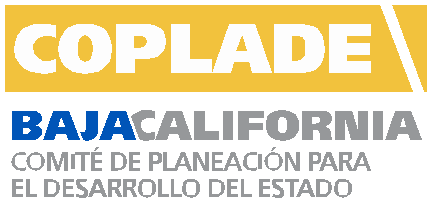 COPLADE
BAJACALIFORNIA
COMITÉ DE PLANEACIÓN PARA
EL DESARROLLO DEL ESTADO